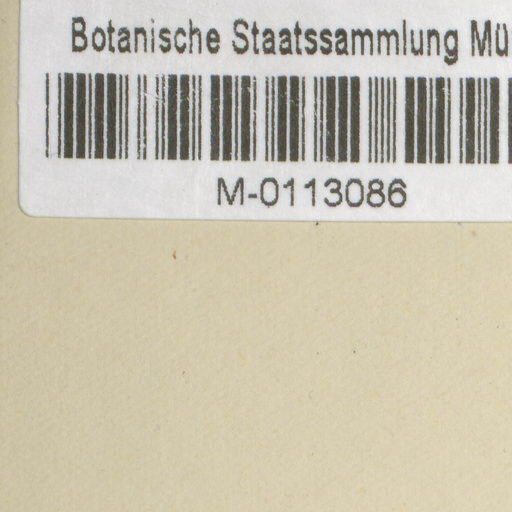 Botanische Staatssammlung Mü
M-0113086